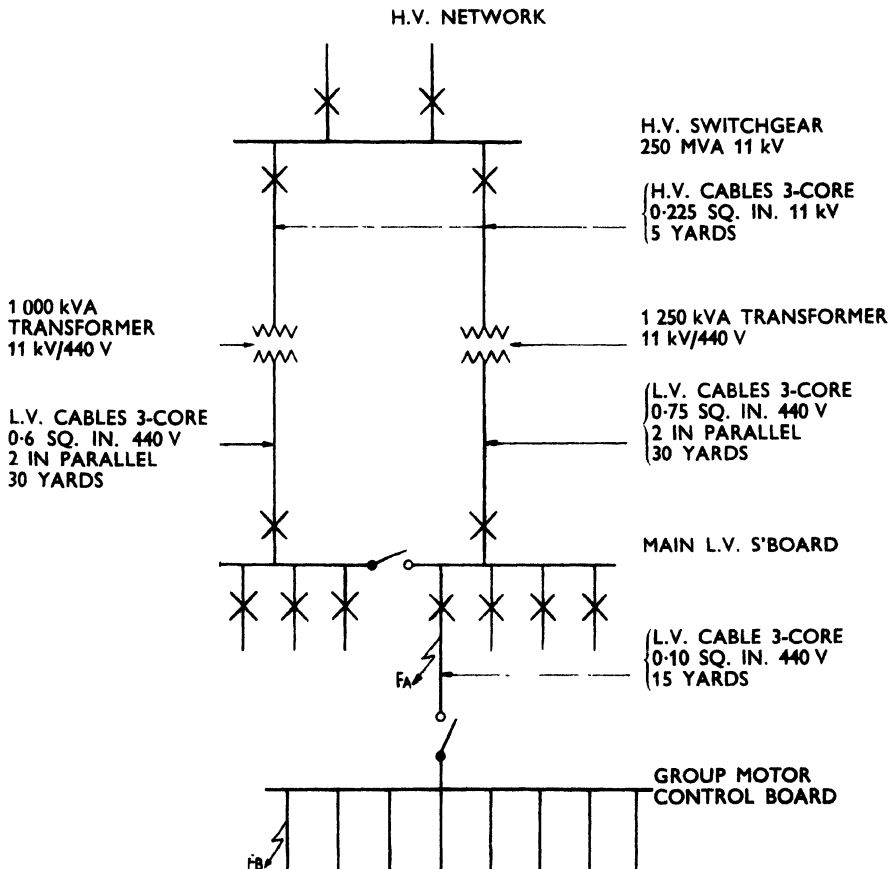 H.V. NETWORK
H.V. SWITCHGEAR
250 MVA 11 kV
H.V. CABLES 3-CORE
0·225 SQ. IN. 11 kV
5 YARDS
1 000 kVA
TRANSFORMER
11 kV/440 V
1 250 kVA TRANSFORMER
11 kV/440 V
L.V. CABLES 3-CORE
0·6 SQ. IN. 440 V
2 IN PARALLEL
30 YARDS
L.V. CABLES 3-CORE
0·75 SQ. IN. 440 V
2 IN PARALLEL
30 YARDS
MAIN L.V. S'BOARD
L.V. CABLE 3-CORE
0·10 SQ. IN. 440 V
15 YARDS
FA
GROUP MOTOR
CONTROL BOARD
FB